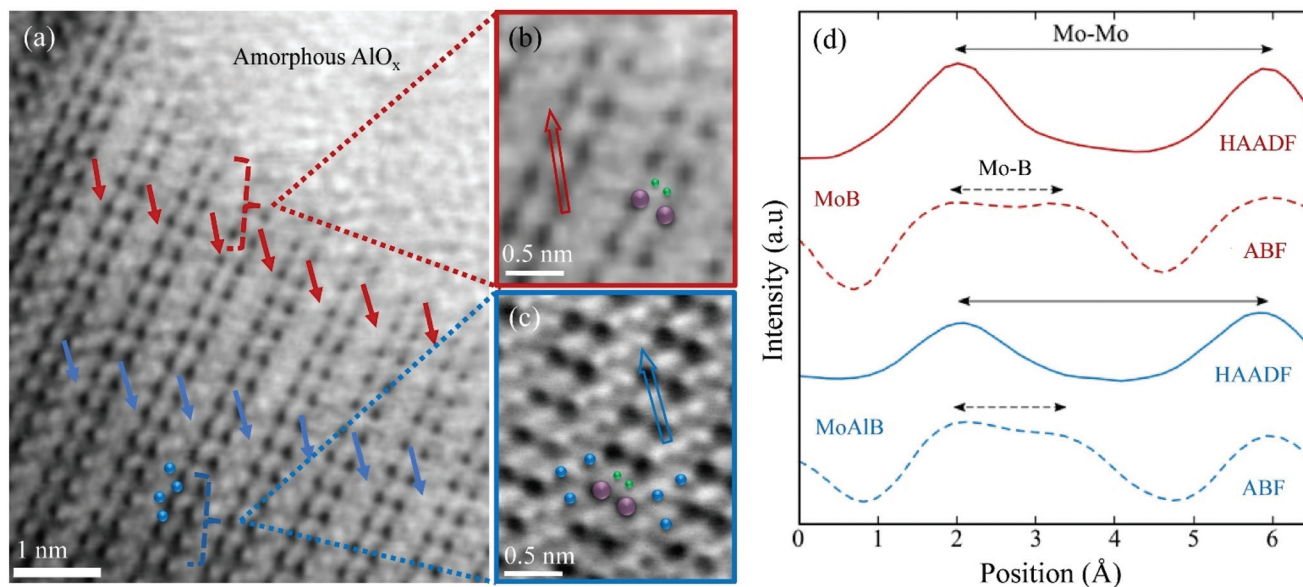 (a)
Amorphous AlOₓ
1 nm
(b)
0.5 nm
(c)
0.5 nm
(d)
Mo-Mo
HAADF
Mo-B
MoB
ABF
HAADF
MoAlB
ABF
Intensity (a.u)
0 1 2 3 4 5 6
Position (Å)